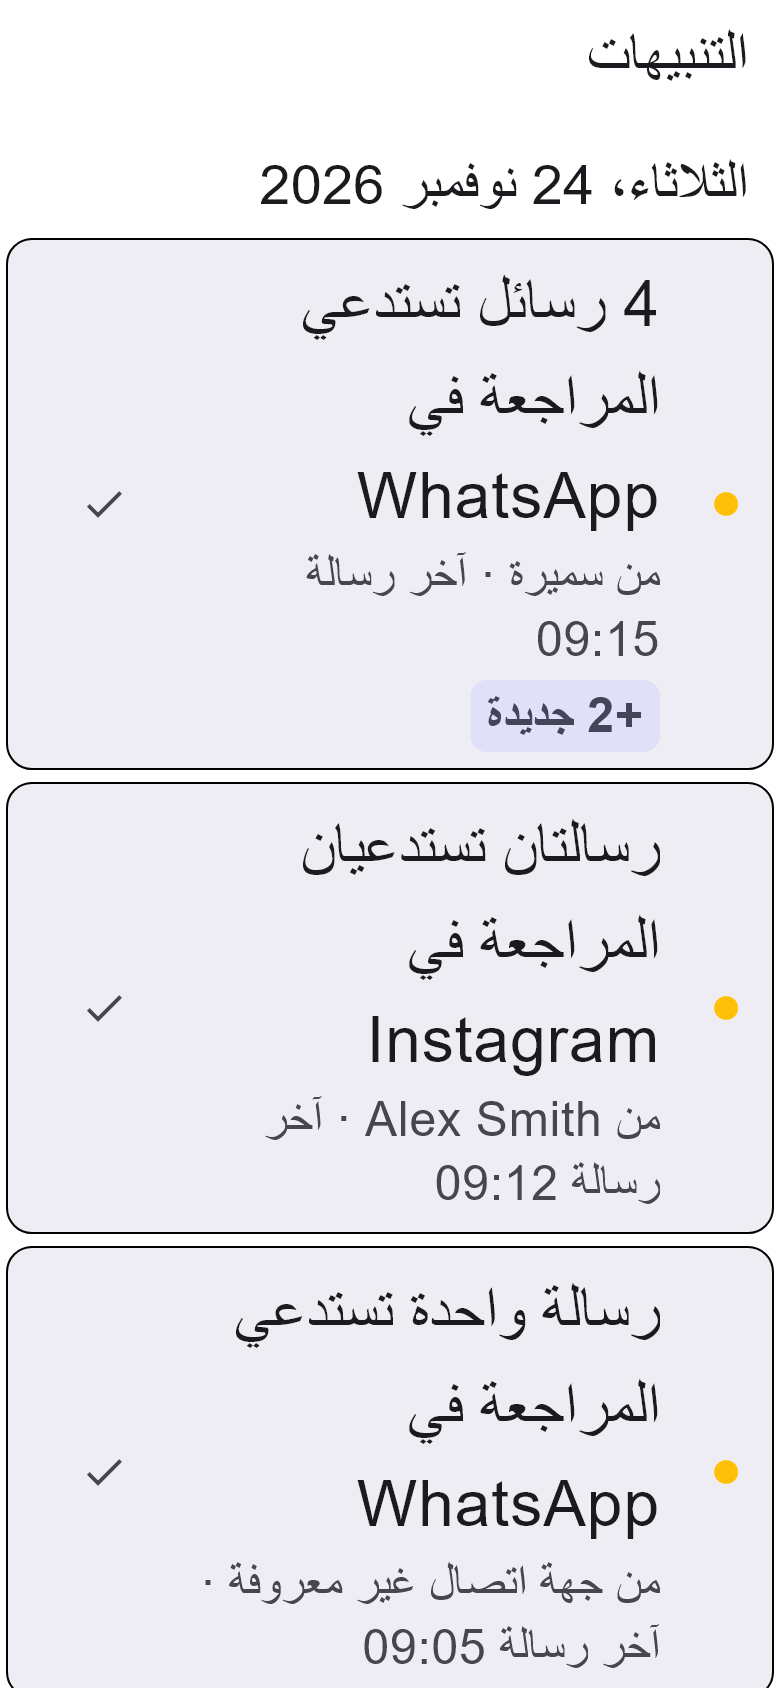 التنبيهات
الثلاثاء، 24 نوفمبر 2026
4 رسائل تستدعي
المراجعة في
WhatsApp
من سميرة · آخر رسالة
09:15
+2 جديدة
رسالتان تستدعيان
المراجعة في
Instagram
من Alex Smith · آخر
رسالة 09:12
رسالة واحدة تستدعي
المراجعة في
WhatsApp
من جهة اتصال غير معروفة ·
آخر رسالة 09:05